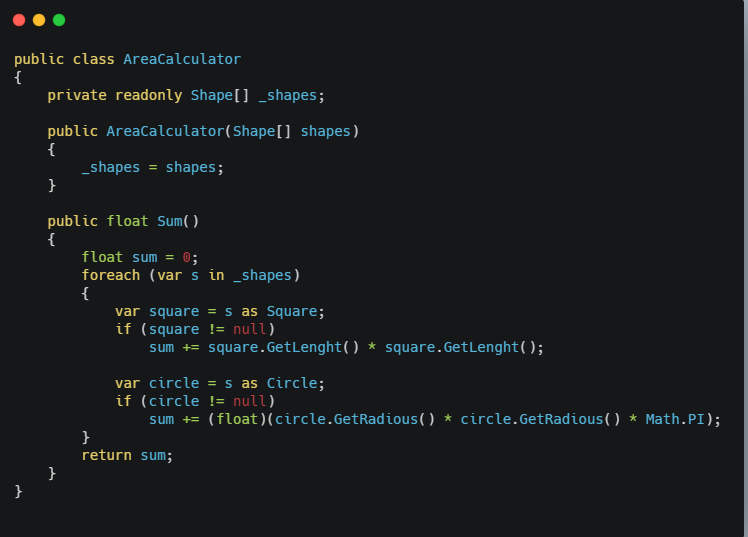 public class AreaCalculator
{
    private readonly Shape[] _shapes;

    public AreaCalculator(Shape[] shapes)
    {
        _shapes = shapes;
    }

    public float Sum()
    {
        float sum = 0;
        foreach (var s in _shapes)
        {
            var square = s as Square;
            if (square != null)
                sum += square.GetLenght() * square.GetLenght();

            var circle = s as Circle;
            if (circle != null)
                sum += (float)(circle.GetRadious() * circle.GetRadious() * Math.PI);
        }
        return sum;
    }
}